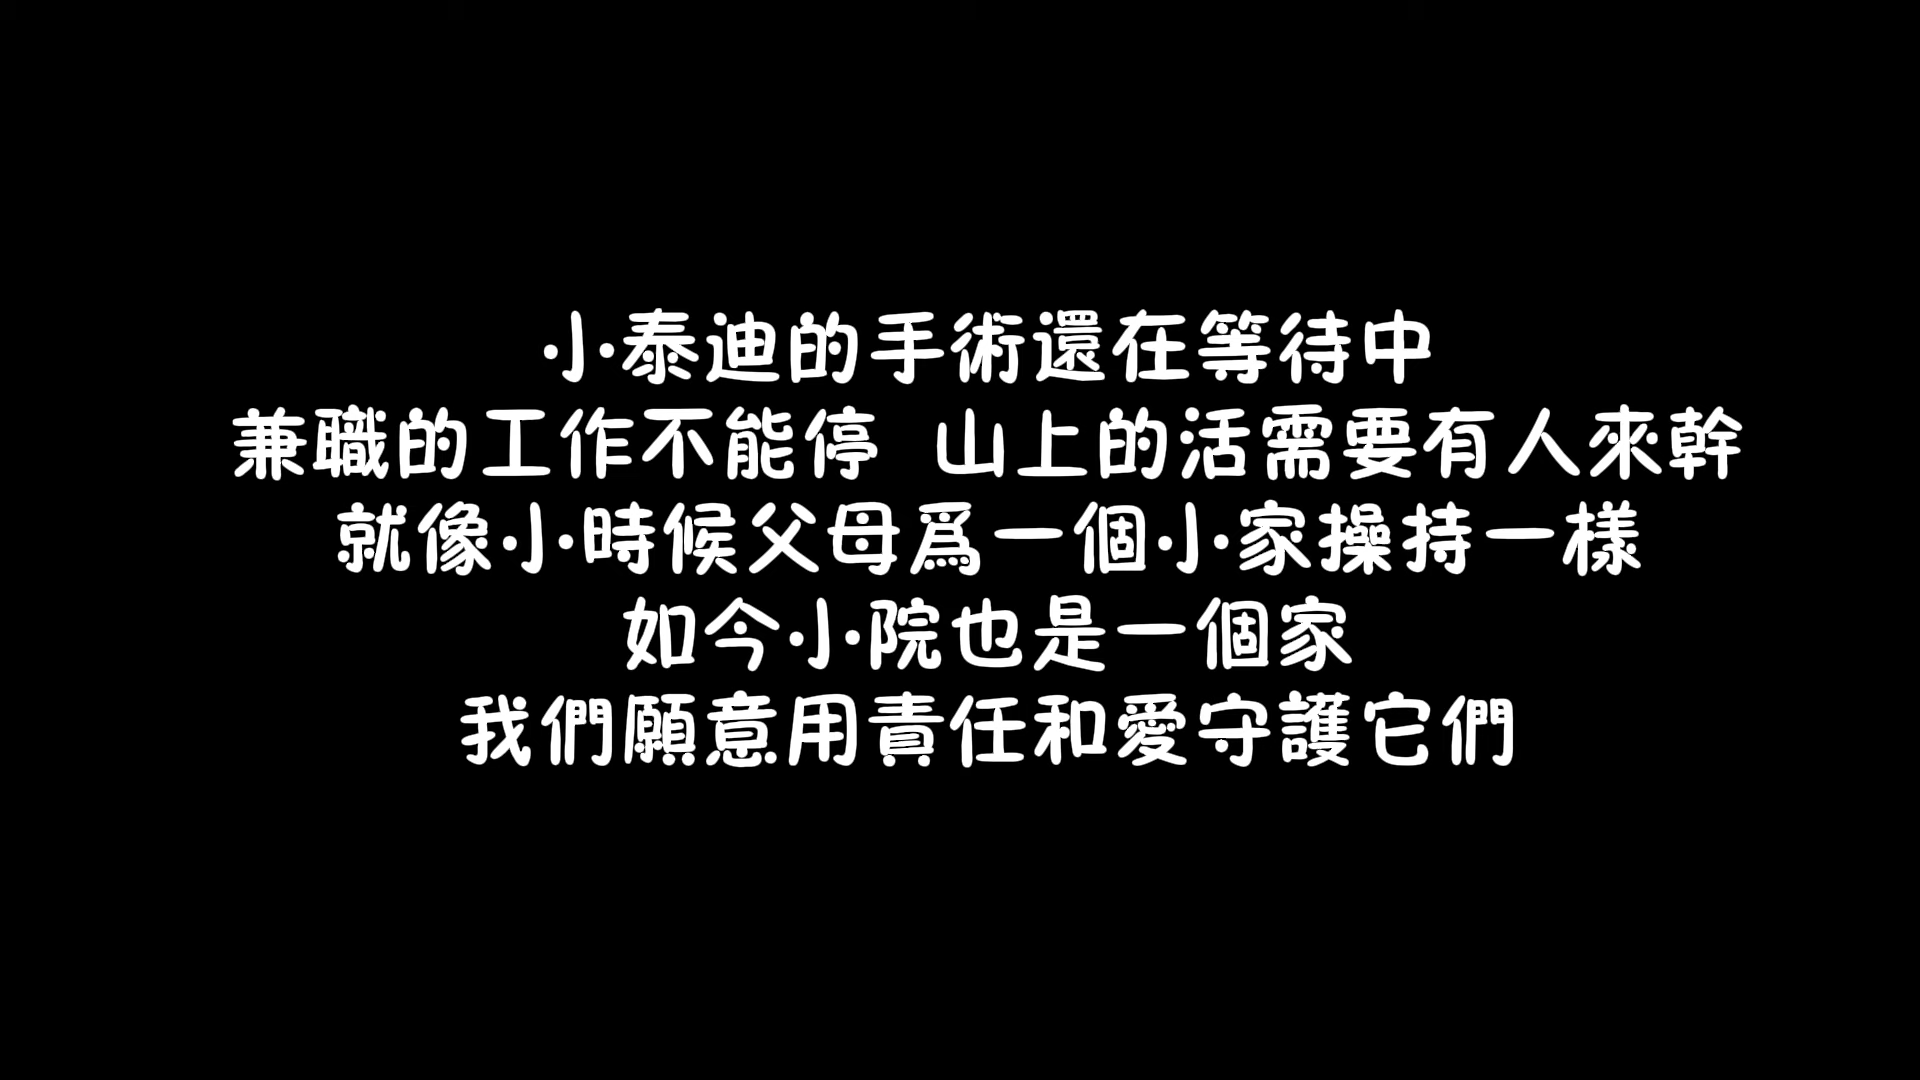 小泰迪的手術還在等待中
兼職的工作不能停 山上的活需要有人來幹
就像小時候父母爲一個小家操持一樣
如今小院也是一個家
我們願意用責任和愛守護它們